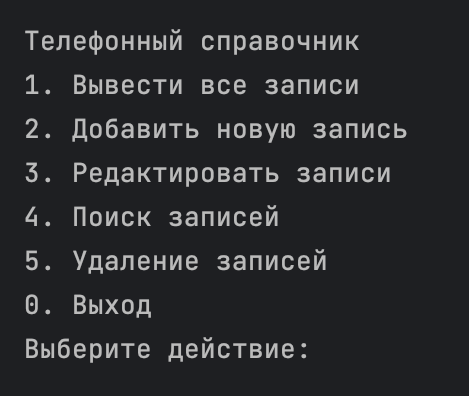 Телефонный справочник
1. Вывести все записи
2. Добавить новую запись
3. Редактировать записи
4. Поиск записей
5. Удаление записей
0. Выход
Выберите действие: